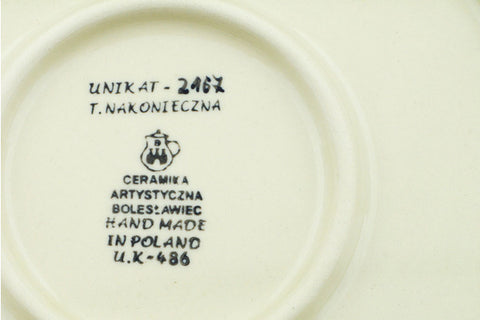 UNIKAT - 2167
T. NAKONIECZNA
B
CERAMIKA
ARTYSTYCZNA
BOLESŁAWIEC
HAND MADE
IN POLAND
U.K-486